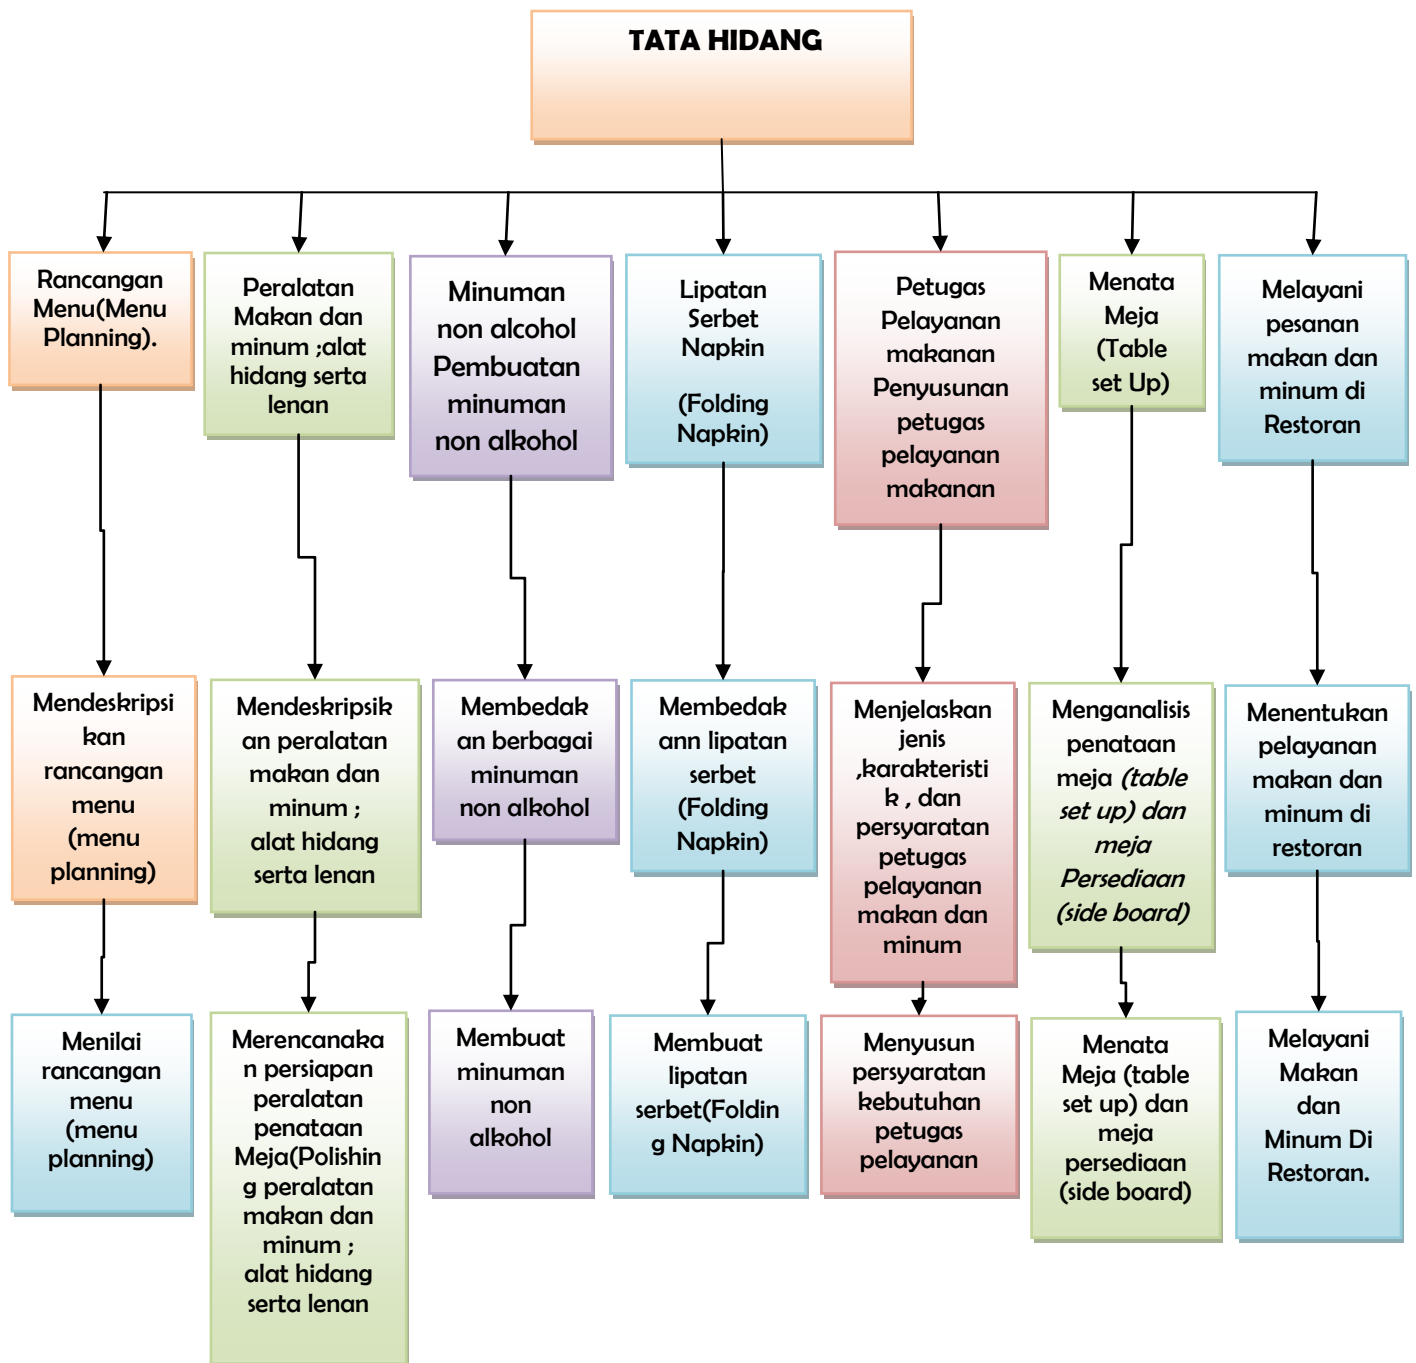 TATA HIDANG
Rancangan
Menu(Menu
Planning).
Peralatan
Makan dan
minum ;alat
hidang serta
lenan
Minuman
non alcohol
Pembuatan
minuman
non alkohol
Lipatan
Serbet
Napkin
(Folding
Napkin)
Petugas
Pelayanan
makanan
Penyusunan
petugas
pelayanan
makanan
Menata
Meja
(Table
set Up)
Melayani
pesanan
makan dan
minum di
Restoran
Mendeskripsi
kan
rancangan
menu
(menu
planning)
Mendeskripsik
an peralatan
makan dan
minum ;
alat hidang
serta lenan
Membedak
an berbagai
minuman
non alkohol
Membedak
ann lipatan
serbet
(Folding
Napkin)
Menjelaskan
jenis
,karakteristi
k , dan
persyaratan
petugas
pelayanan
makan dan
minum
Menganalisis
penataan
meja (table
set up) dan
meja
Persediaan
(side board)
Menentukan
pelayanan
makan dan
minum di
restoran
Menilai
rancangan
menu
(menu
planning)
Merencanaka
n persiapan
peralatan
penataan
Meja(Polishin
g peralatan
makan dan
minum ;
alat hidang
serta lenan
Membuat
minuman
non
alkohol
Membuat
lipatan
serbet(Foldin
g Napkin)
Menyusun
persyaratan
kebutuhan
petugas
pelayanan
Menata
Meja (table
set up) dan
meja
persediaan
(side board)
Melayani
Makan
dan
Minum Di
Restoran.